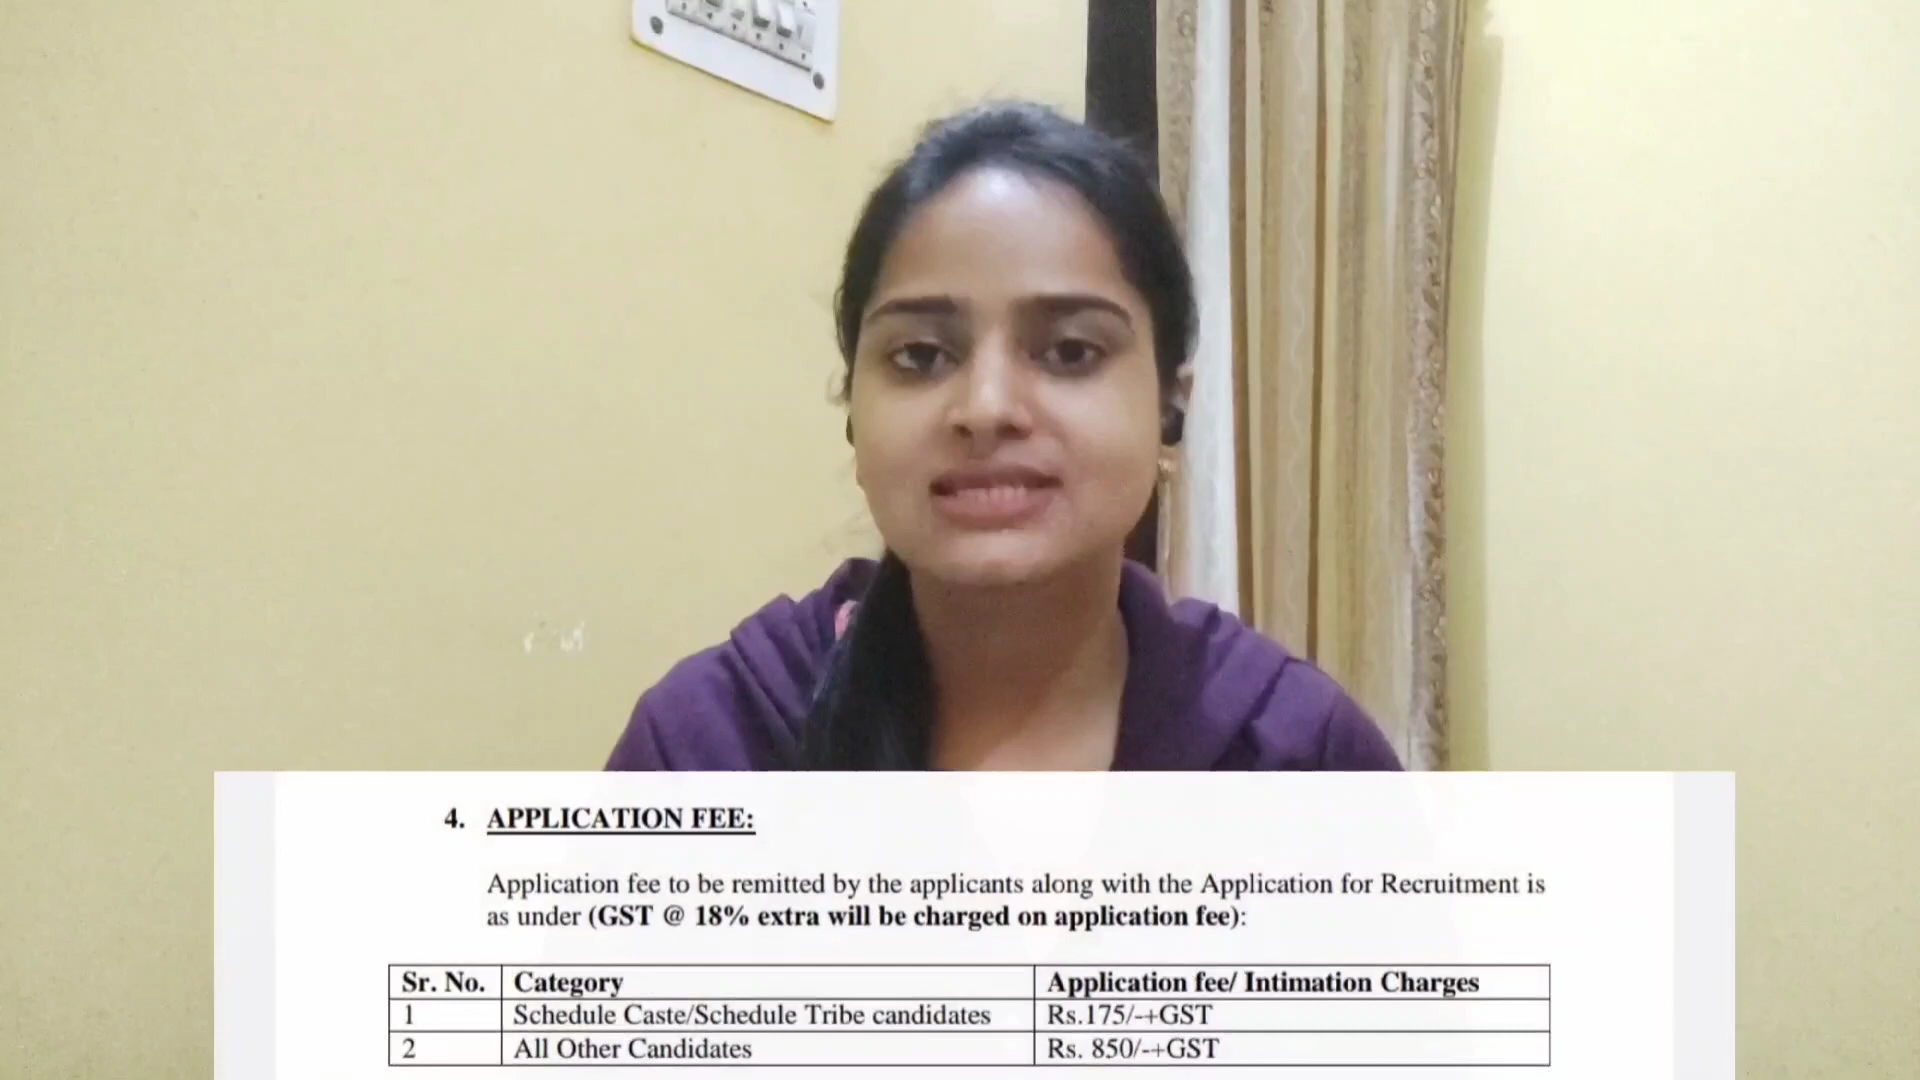 4. APPLICATION FEE:
Application fee to be remitted by the applicants along with the Application for Recruitment is
as under (GST @ 18% extra will be charged on application fee):
Sr. No. Category Application fee/ Intimation Charges
1 Schedule Caste/Schedule Tribe candidates Rs.175/-+GST
2 All Other Candidates Rs. 850/-+GST